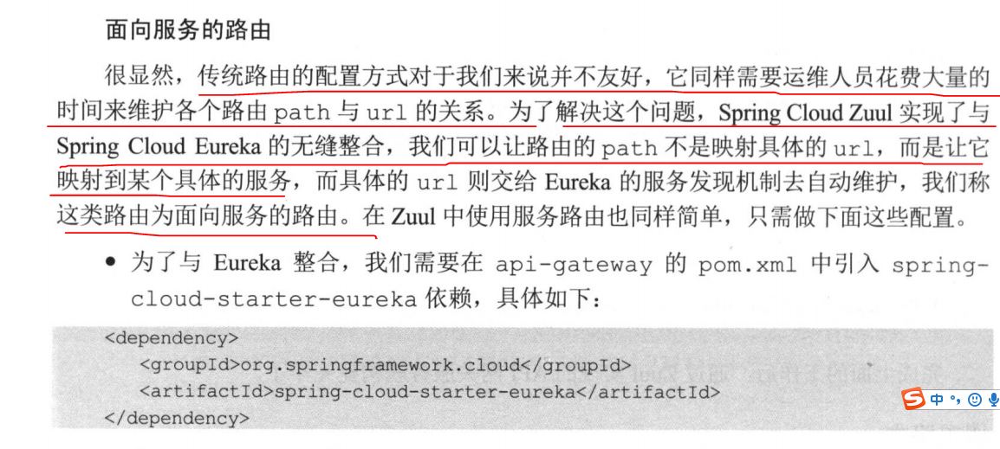 面向服务的路由
很显然，传统路由的配置方式对于我们来说并不友好，它同样需要运维人员花费大量的
时间来维护各个路由 path 与 url 的关系。为了解决这个问题，Spring Cloud Zuul 实现了与
Spring Cloud Eureka 的无缝整合，我们可以让路由的 path 不是映射具体的 url，而是让它
映射到某个具体的服务，而具体的 url 则交给 Eureka 的服务发现机制去自动维护，我们称
这类路由为面向服务的路由。在 Zuul 中使用服务路由也同样简单，只需做下面这些配置。
● 为了与 Eureka 整合，我们需要在 api-gateway 的 pom.xml 中引入 spring-
cloud-starter-eureka 依赖，具体如下：
<dependency>
<groupId>org.springframework.cloud</groupId>
<artifactId>spring-cloud-starter-eureka</artifactId>
</dependency>
S 中